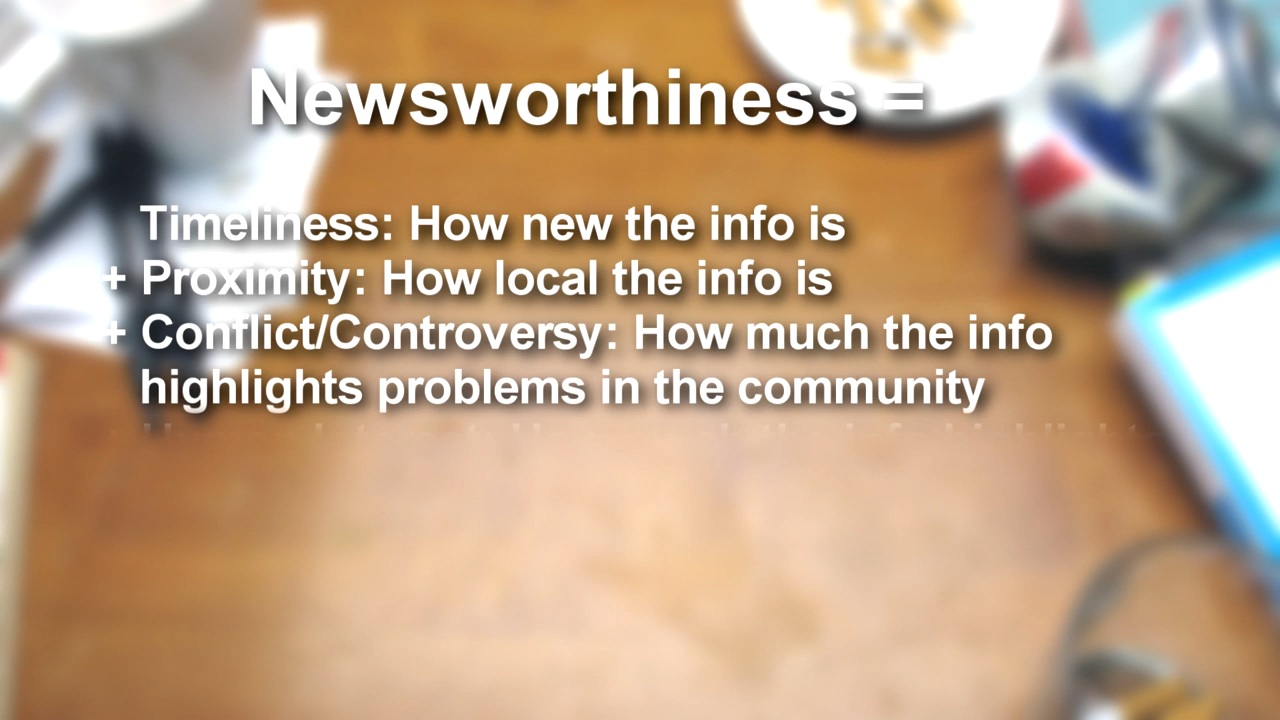 Newsworthiness =
Timeliness: How new the info is
+ Proximity: How local the info is
+ Conflict/Controversy: How much the info
highlights problems in the community